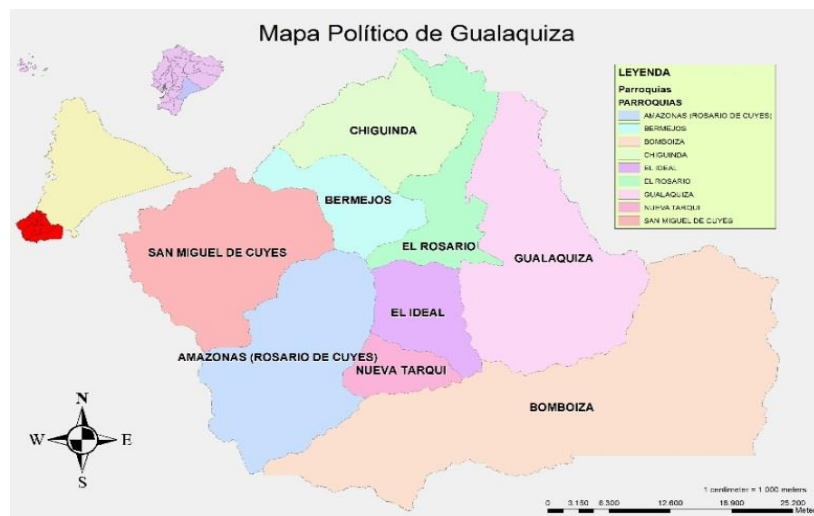 Mapa Político de Gualaquiza
LEYENDA
Parroquias
PARROQUIAS
AMAZONAS (ROSARIO DE CUYES)
BERMEJOS
BOMBOIZA
CHIGUINDA
EL IDEAL
EL ROSARIO
GUALAQUIZA
NUEVA TARQUI
SAN MIGUEL DE CUYES
CHIGUINDA
BERMEJOS
SAN MIGUEL DE CUYES
EL ROSARIO
GUALAQUIZA
EL IDEAL
AMAZONAS (ROSARIO DE CUYES)
NUEVA TARQUI
BOMBOIZA
N
W E
S
1 centimeter = 1 000 meters
0 3.150 6.300 12.600 18.900 25.200
Meters